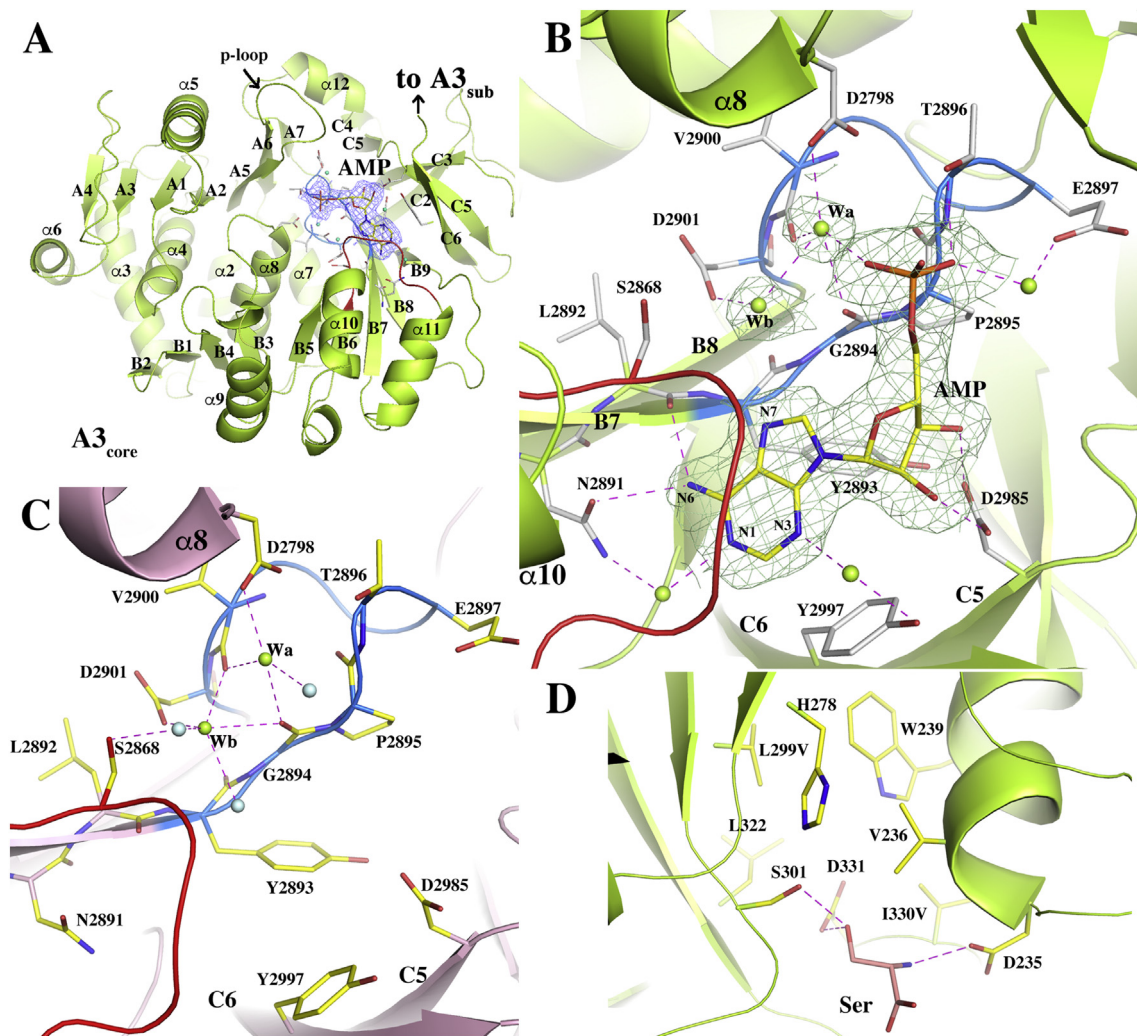 A
p-loop
α5
α12
to A3sub
A6
A7
C4
C5
AMP
A5
C3
A4
A3
A1
A2
C2
C5
C6
α6
α3
α4
α2
α8
α7
B9
B8
α10
α11
B2
B1
B4
B3
B5
B6
B7
α9
A3core
B
α8
D2798
T2896
V2900
E2897
Wa
D2901
S2868
L2892
Wb
P2895
B8
G2894
AMP
B7
N7
N2891
Y2893
N6
D2985
N1
N3
α10
C5
Y2997
C6
C
α8
D2798
T2896
V2900
E2897
Wa
D2901
L2892
S2868
Wb
P2895
G2894
Y2893
D2985
N2891
Y2997
C5
C6
D
H278
W239
L299V
L322
V236
S301
D331
I330V
D235
Ser